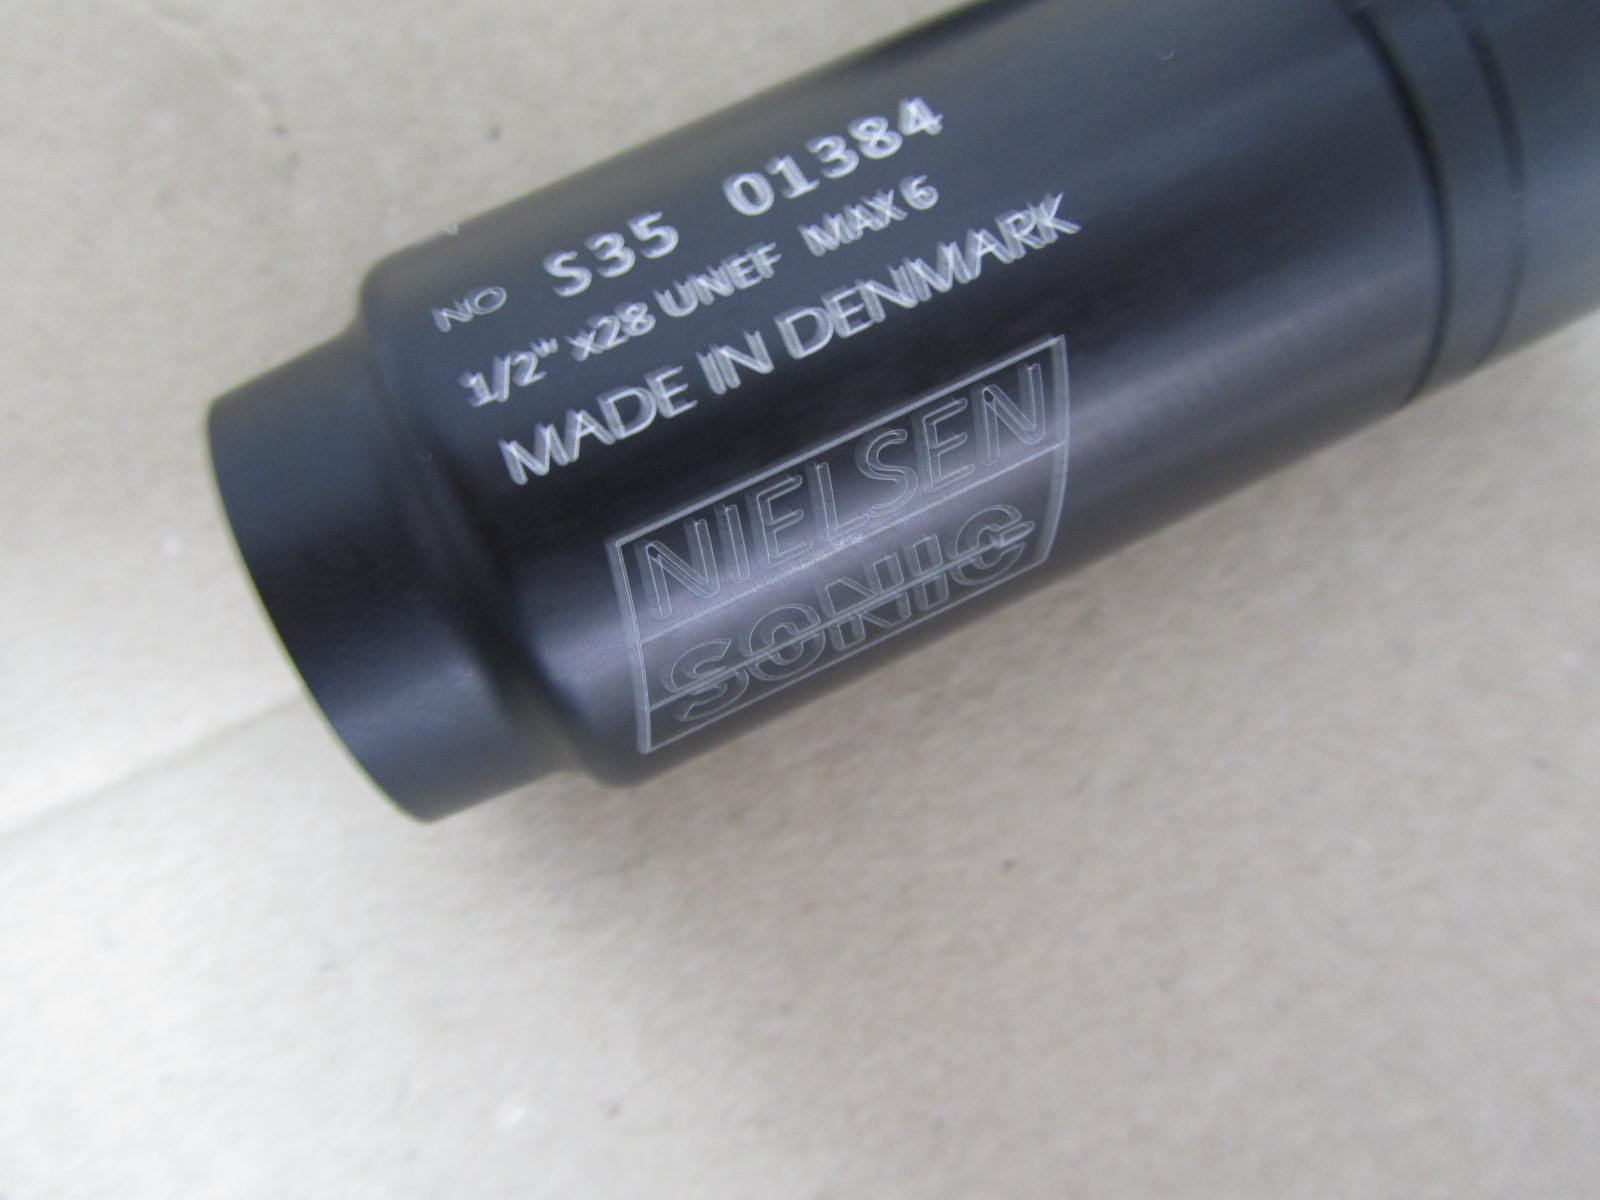 NO S35 01384
1/2" x28 UNEF MAX 6
MADE IN DENMARK
NIELSEN
SONIC